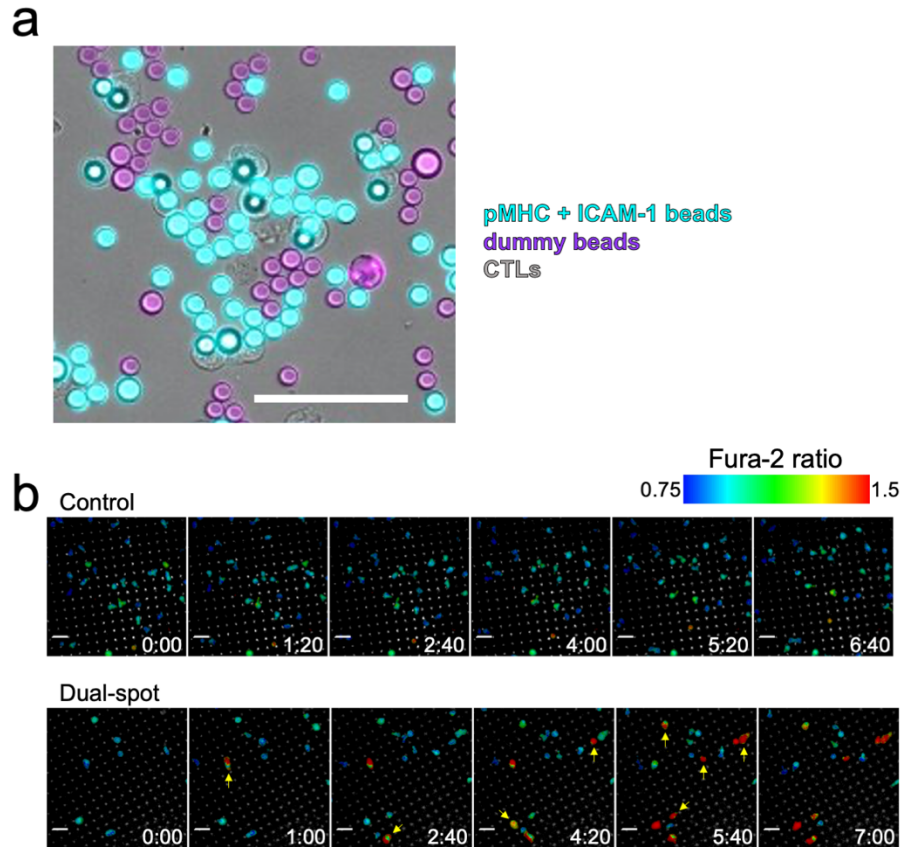 a
pMHC + ICAM-1 beads
dummy beads
CTLs
Fura-2 ratio
0.75 1.5
b
Control
0:00 1:20 2:40 4:00 5:20 6:40
Dual-spot
0:00 1:00 2:40 4:20 5:40 7:00